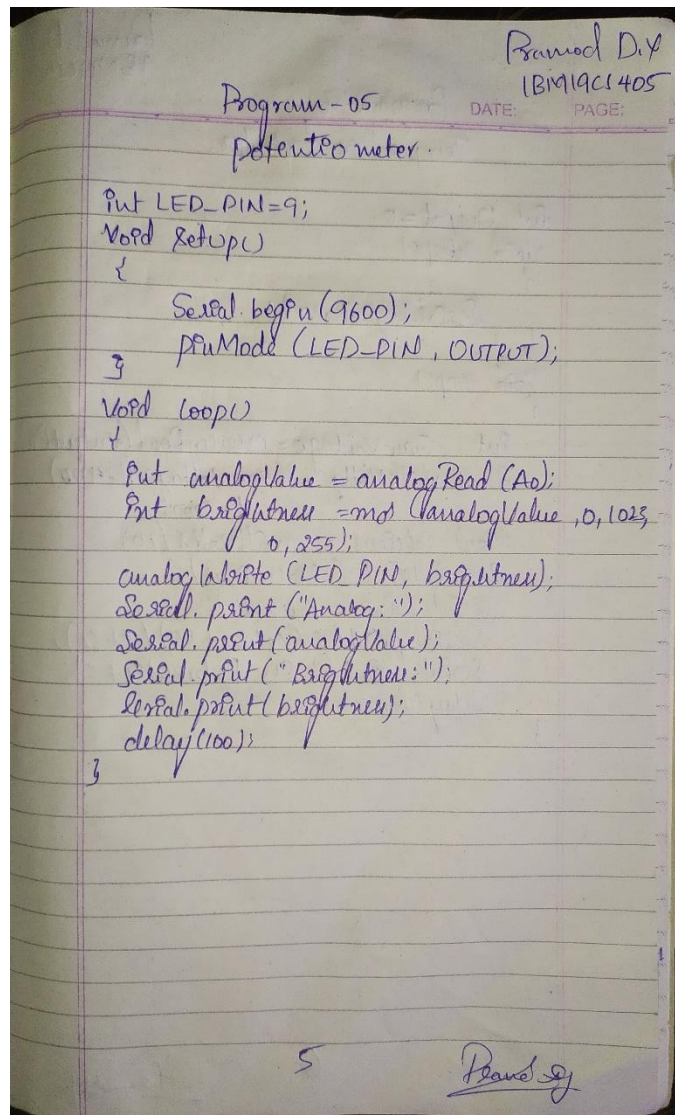 Pramod D.Y
1BM19CS405
Program-05
DATE: PAGE:
Potentiometer.
int LED_PIN=9;
Void setup()
{
Serial.begin(9600);
pinMode (LED_PIN, OUTPUT);
}
Void loop()
{
int analogValue = analogRead (A0);
int brightness = map (analogValue, 0, 1023,
0, 255);
analogWrite (LED_PIN, brightness);
Serial.print ("Analog:");
Serial.print(analogValue);
Serial.print(" Brightness:");
Serial.print(brightness);
delay(100);
}
5